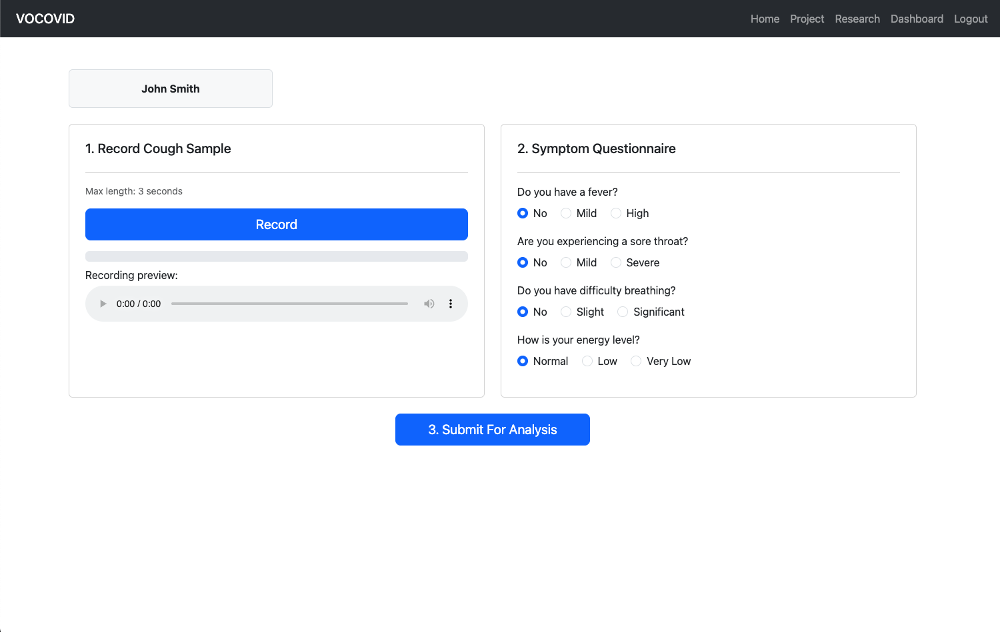 VOCOVID
Home Project Research Dashboard Logout
John Smith
1. Record Cough Sample
Max length: 3 seconds
Record
Recording preview:
0:00 / 0:00
2. Symptom Questionnaire
Do you have a fever?
No Mild High
Are you experiencing a sore throat?
No Mild Severe
Do you have difficulty breathing?
No Slight Significant
How is your energy level?
Normal Low Very Low
3. Submit For Analysis